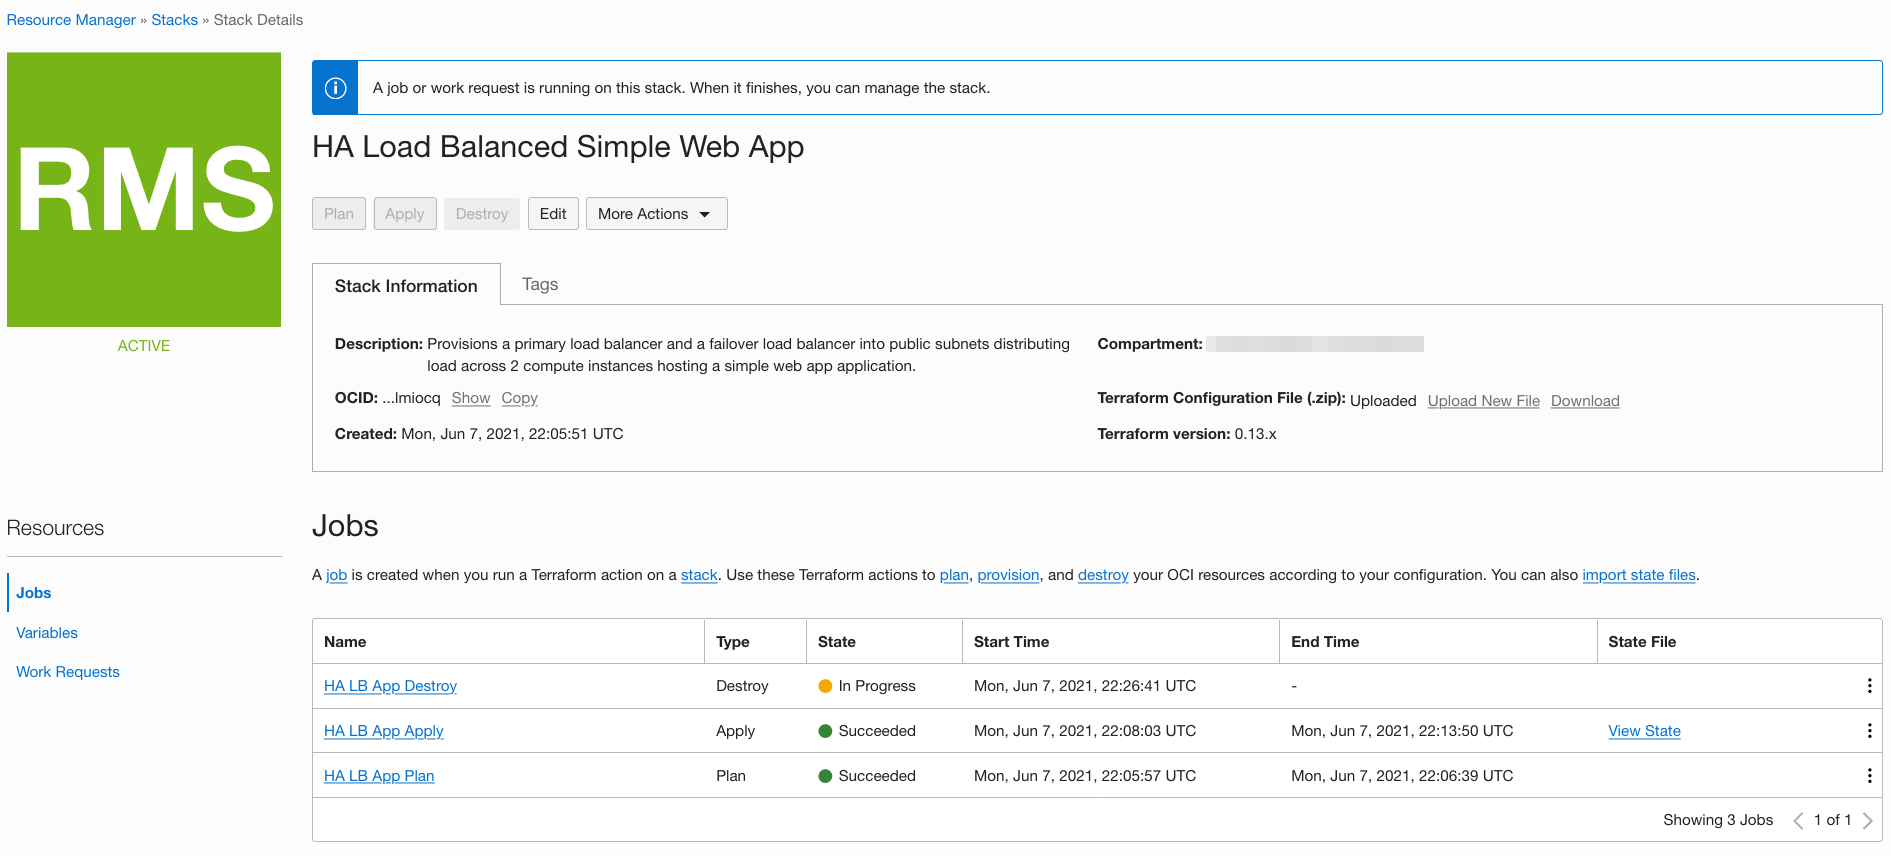 Resource Manager » Stacks » Stack Details
RMS
ACTIVE
A job or work request is running on this stack. When it finishes, you can manage the stack.
HA Load Balanced Simple Web App
Plan Apply Destroy Edit More Actions
Stack Information Tags
Description: Provisions a primary load balancer and a failover load balancer into public subnets distributing
load across 2 compute instances hosting a simple web app application.
OCID: ...lmiocq Show Copy
Created: Mon, Jun 7, 2021, 22:05:51 UTC
Compartment:
Terraform Configuration File (.zip): Uploaded Upload New File Download
Terraform version: 0.13.x
Resources
Jobs
Variables
Work Requests
Jobs
A job is created when you run a Terraform action on a stack. Use these Terraform actions to plan, provision, and destroy your OCI resources according to your configuration. You can also import state files.
Name Type State Start Time End Time State File
HA LB App Destroy Destroy In Progress Mon, Jun 7, 2021, 22:26:41 UTC -
HA LB App Apply Apply Succeeded Mon, Jun 7, 2021, 22:08:03 UTC Mon, Jun 7, 2021, 22:13:50 UTC View State
HA LB App Plan Plan Succeeded Mon, Jun 7, 2021, 22:05:57 UTC Mon, Jun 7, 2021, 22:06:39 UTC
Showing 3 Jobs 1 of 1